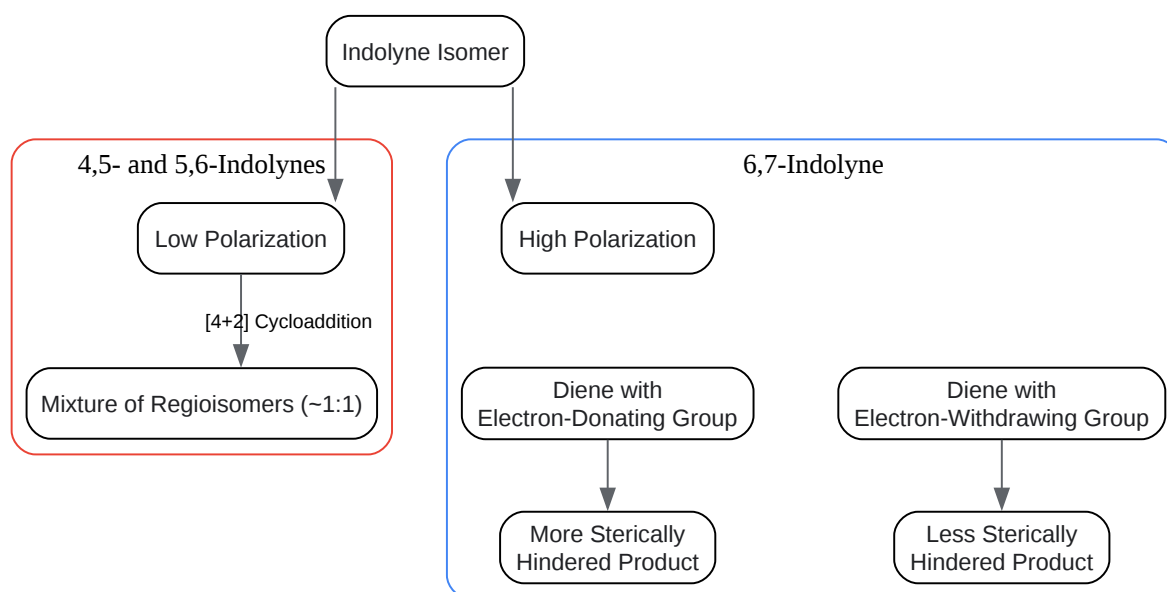 Indolyne Isomer
4,5- and 5,6-Indolynes
6,7-Indolyne
Low Polarization
High Polarization
[4+2] Cycloaddition
Mixture of Regioisomers (~1:1)
Diene with
Electron-Donating Group
Diene with
Electron-Withdrawing Group
More Sterically
Hindered Product
Less Sterically
Hindered Product